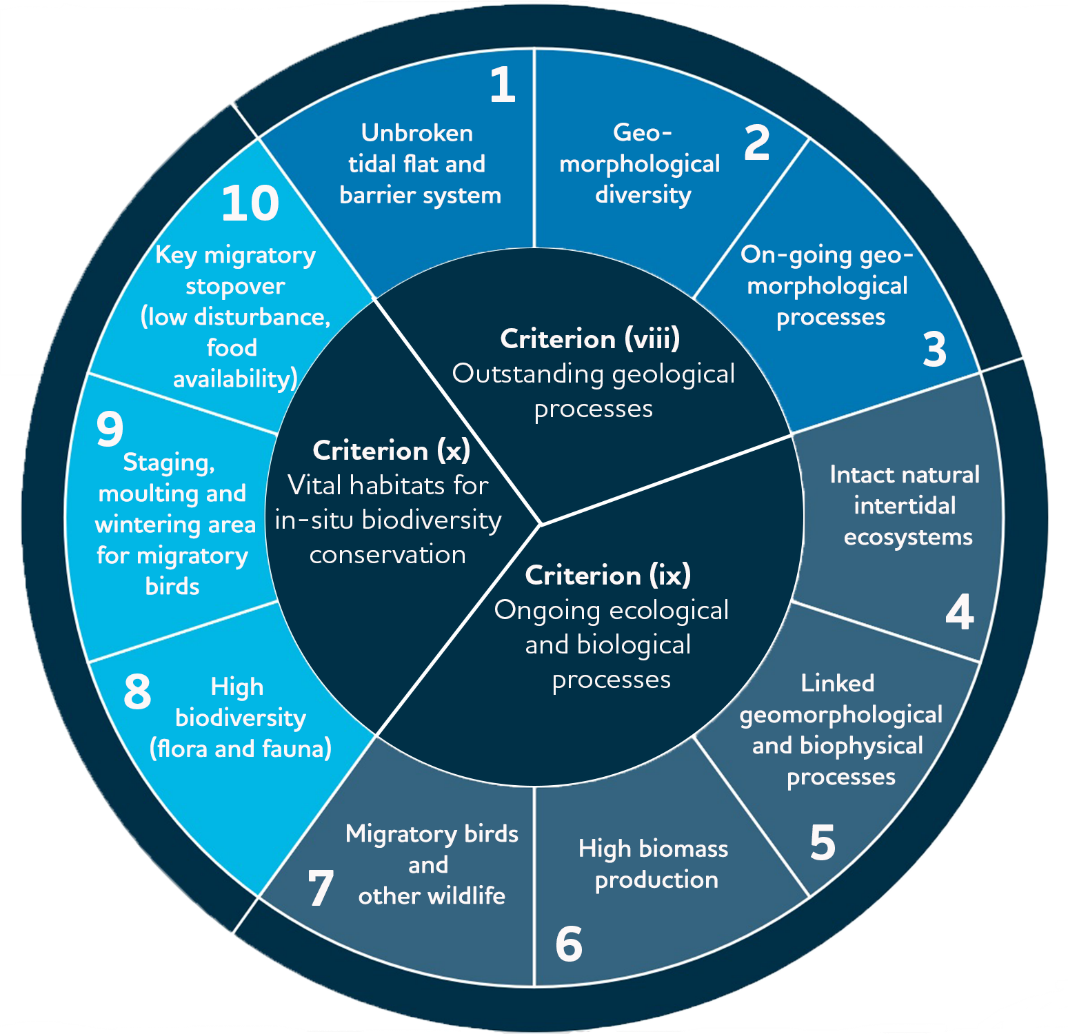 1
Unbroken
tidal flat and
barrier system
2
Geo-
morphological
diversity
On-going geo-
morphological
processes
3
Intact natural
intertidal
ecosystems
4
Linked
geomorphological
and biophysical
processes
5
High biomass
production
6
Migratory birds
and
other wildlife
7
8
High
biodiversity
(flora and fauna)
9
Staging,
moulting and
wintering area
for migratory
birds
10
Key migratory
stopover
(low disturbance,
food
availability)
Criterion (viii)
Outstanding geological
processes
Criterion (ix)
Ongoing ecological
and biological
processes
Criterion (x)
Vital habitats for
in-situ biodiversity
conservation